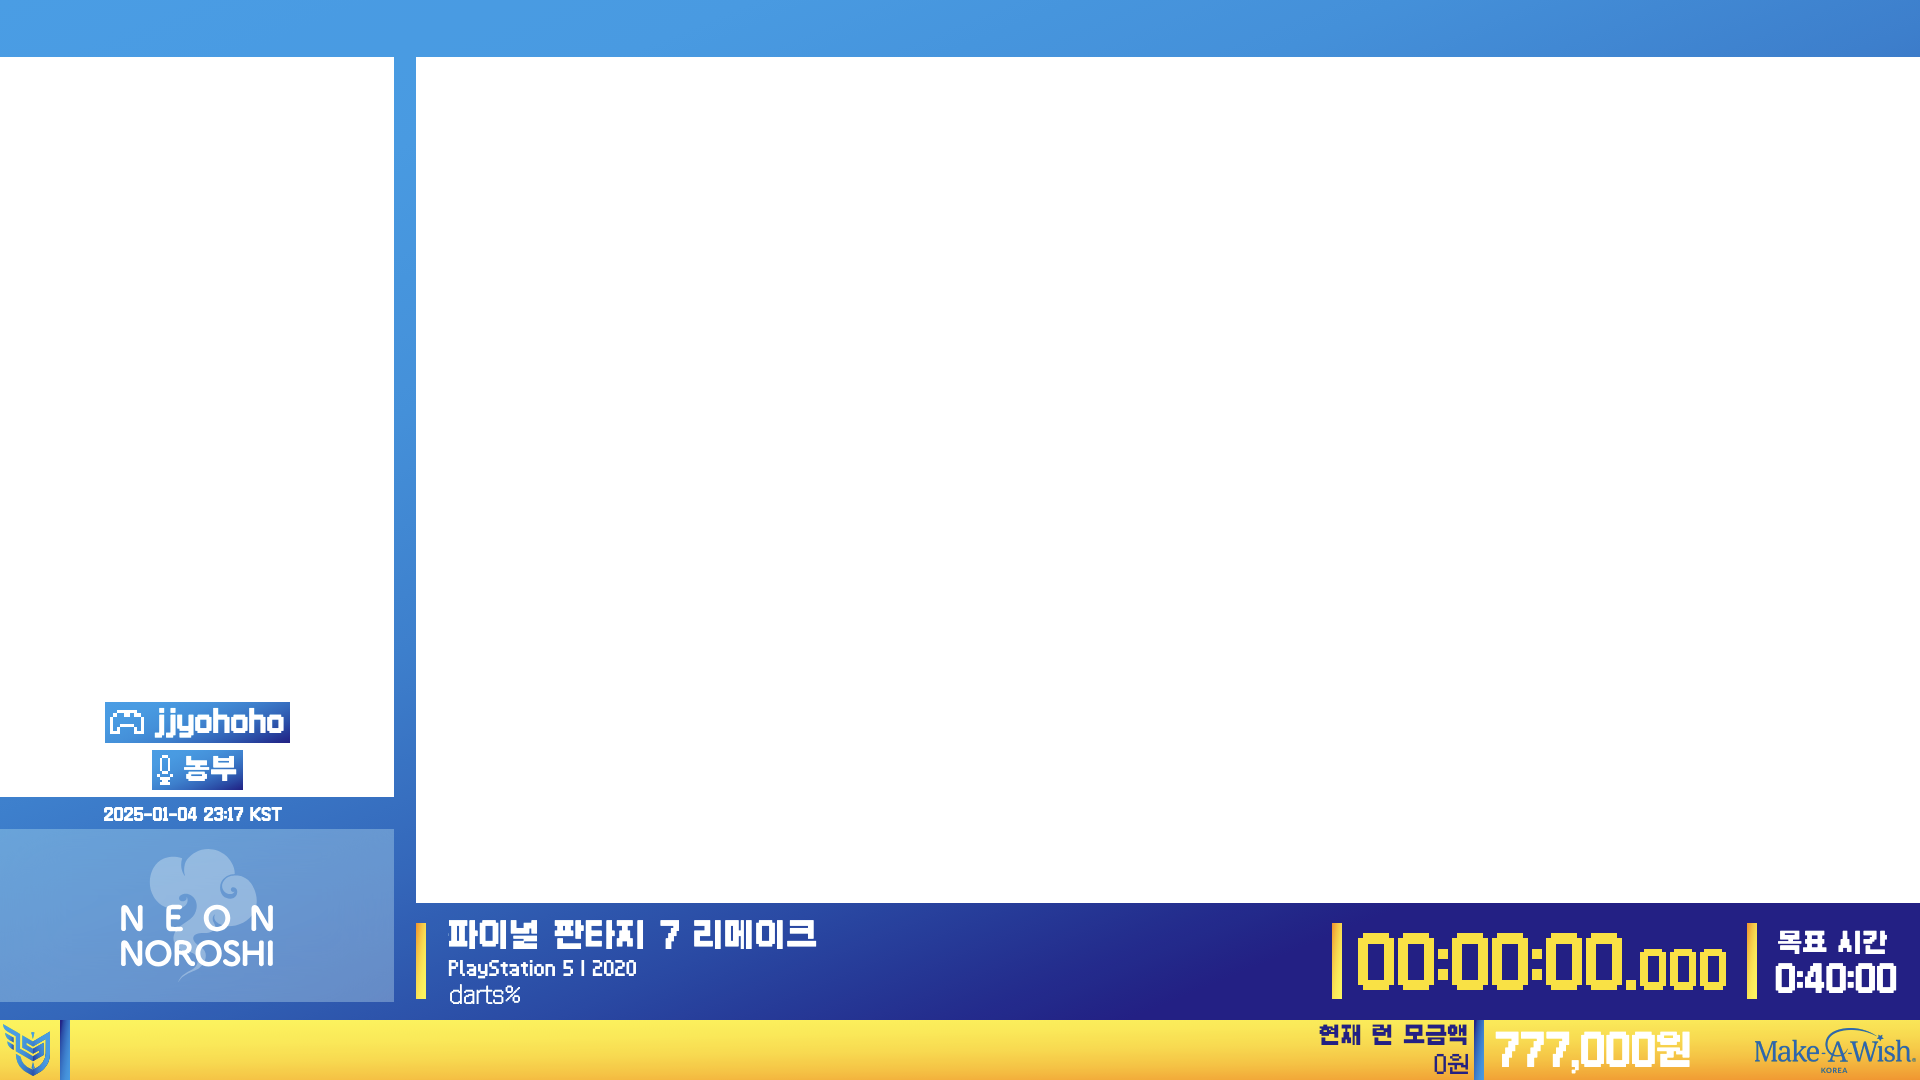 jjyohoho
농부
2025-01-04 23:17 KST
NEON
NOROSHI
파이널 판타지 7 리메이크
PlayStation 5 | 2020
darts%
00:00:00.000
목표 시간
0:40:00
현재 런 모금액
0원
777,000원
Make-A-Wish.
KOREA